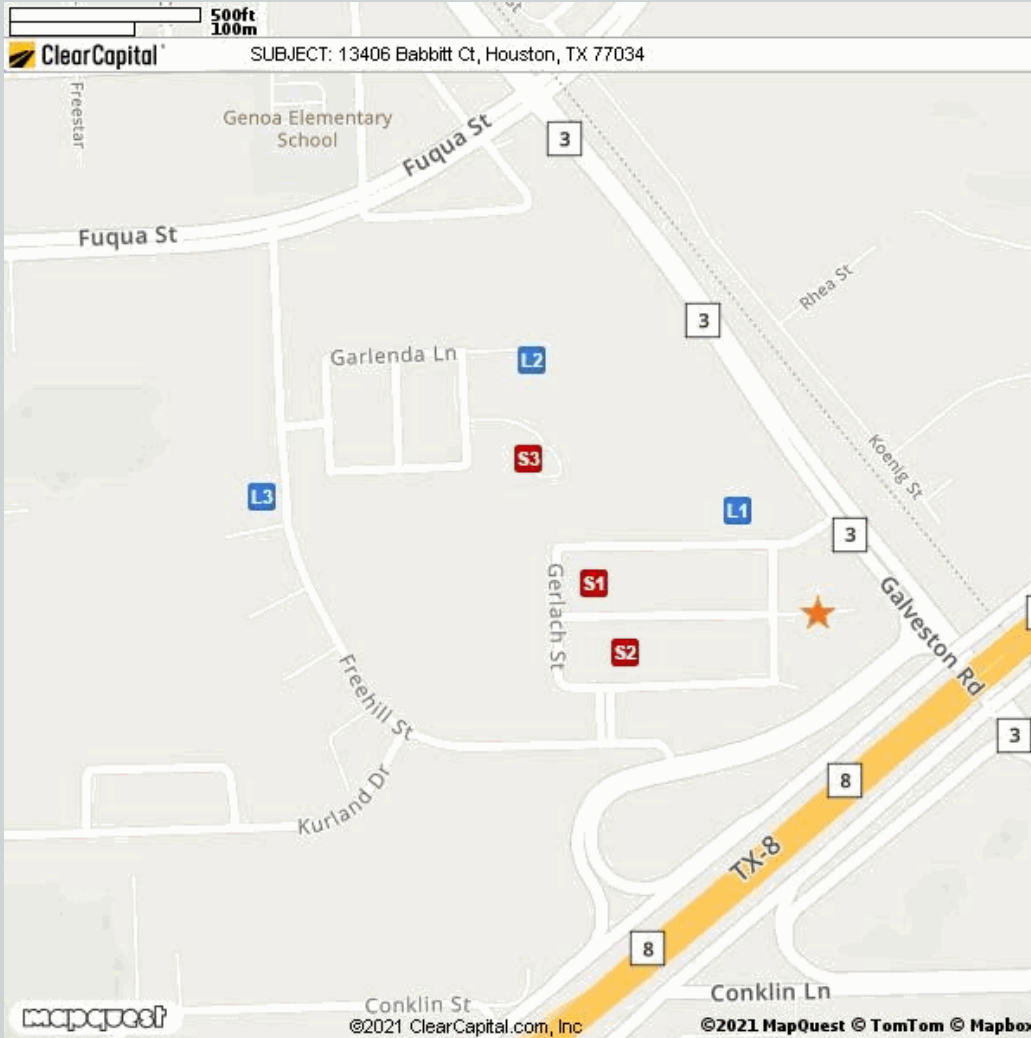 500ft
100m
ClearCapital
SUBJECT: 13406 Babbitt Ct, Houston, TX 77034
Freestar
Genoa Elementary
School
Fuqua St
3
Fuqua St
Rhea St
3
Garlenda Ln
L2
Koenig St
S3
L3
L1
3
Gerlach St
S1
Galveston Rd
S2
Freehill St
3
8
Kurland Dr
TX-8
8
Conklin Ln
Conklin St
mapquest
©2021 ClearCapital.com, Inc
©2021 MapQuest © TomTom © Mapbox